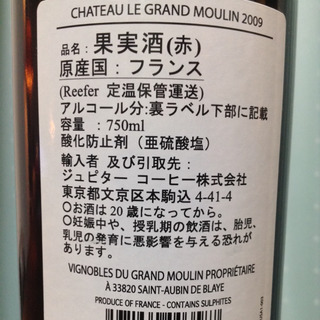 CHATEAU LE GRAND MOULIN 2009
品名：果実酒(赤)
原産国：フランス
(Reefer 定温保管運送)
アルコール分:裏ラベル下部に記載
容量 ：750ml
酸化防止剤（亜硫酸塩）
輸入者 及び引取先：
ジュピター コーヒー株式会社
東京都文京区本駒込 4-41-4
○お酒は 20 歳になってから。
○妊娠中や、授乳期の飲酒は、胎児、
乳児の発育に悪影響を与える恐れが
あります。
VIGNOBLES DU GRAND MOULIN PROPRIÉTAIRE
À 33820 SAINT-AUBIN DE BLAYE
PRODUCE OF FRANCE - CONTAINS SULPHITES